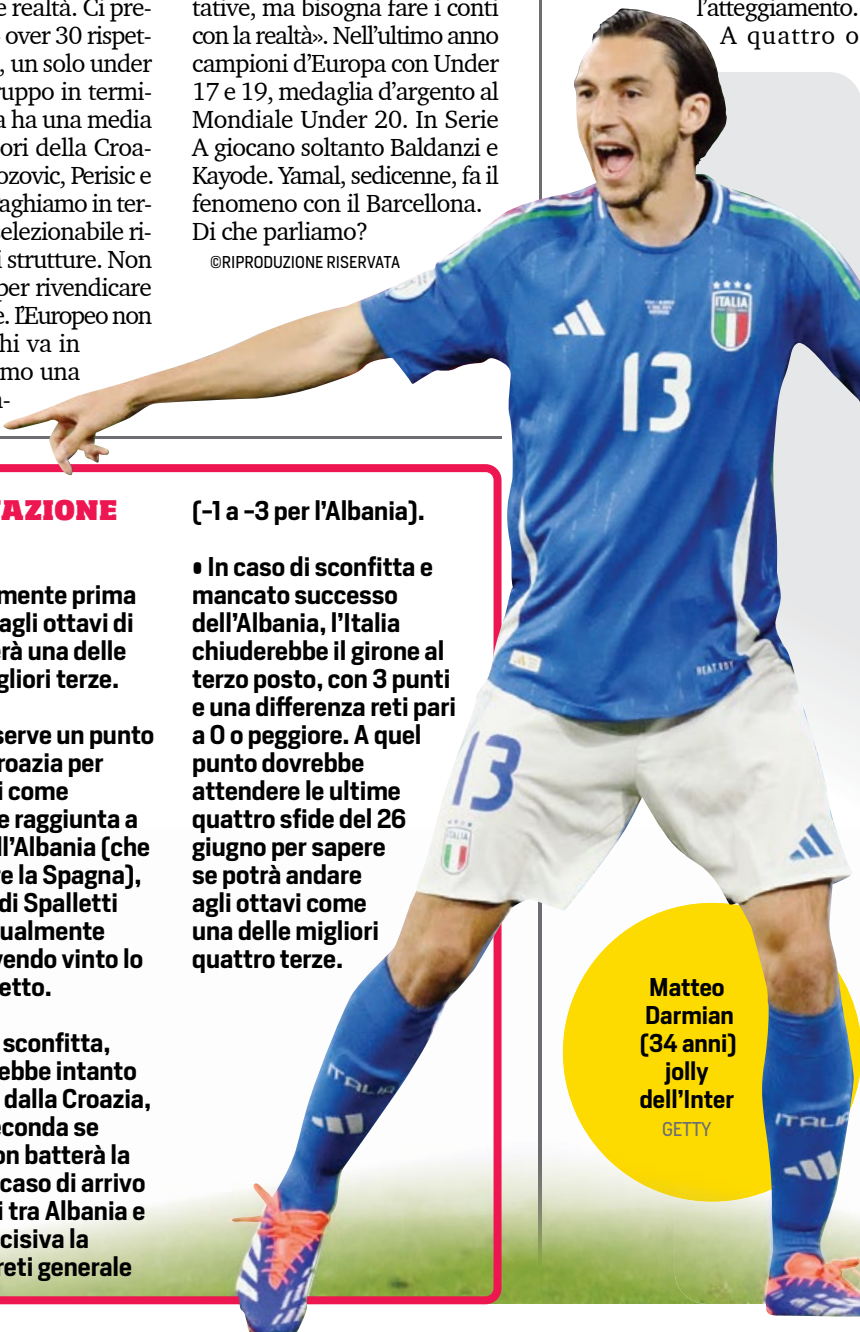 e realtà. Ci pre-
over 30 rispet-
, un solo under
uppo in termi-
a ha una media
ori della Croa-
ozovic, Perisic e
aghiamo in ter-
elezionabile ri-
i strutture. Non
per rivendicare
e. L'Europeo non
hi va in
mo una
n-
tative, ma bisogna fare i conti
con la realtà». Nell'ultimo anno
campioni d'Europa con Under
17 e 19, medaglia d'argento al
Mondiale Under 20. In Serie
A giocano soltanto Baldanzi e
Kayode. Yamal, sedicenne, fa il
fenomeno con il Barcellona.
Di che parliamo?
©RIPRODUZIONE RISERVATA
l'atteggiamento.
A quattro o
TAZIONE
mente prima
agli ottavi di
rà una delle
gliori terze.
serve un punto
roazia per
i come
e raggiunta a
ll'Albania (che
re la Spagna),
di Spalletti
ualmente
vendo vinto lo
etto.
sconfitta,
ebbe intanto
dalla Croazia,
econda se
on batterà la
caso di arrivo
i tra Albania e
cisiva la
reti generale
(-1 a -3 per l'Albania).
• In caso di sconfitta e
mancato successo
dell'Albania, l'Italia
chiuderebbe il girone al
terzo posto, con 3 punti
e una differenza reti pari
a 0 o peggiore. A quel
punto dovrebbe
attendere le ultime
quattro sfide del 26
giugno per sapere
se potrà andare
agli ottavi come
una delle migliori
quattro terze.
ITALIA
13
HEAT.RDY
13
ITALIA
ITALIA
ITALIA
Matteo
Darmian
(34 anni)
jolly
dell'Inter
GETTY